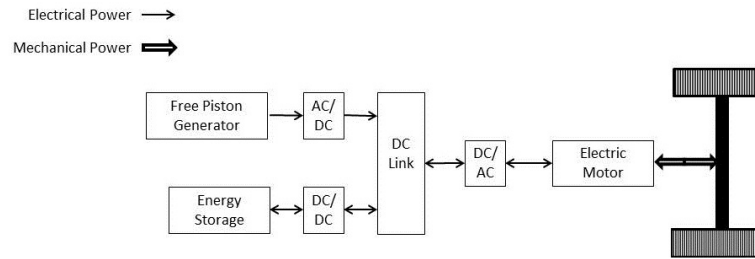 Electrical Power
Mechanical Power
Free Piston
Generator
AC/
DC
DC
Link
DC/
AC
Electric
Motor
Energy
Storage
DC/
DC